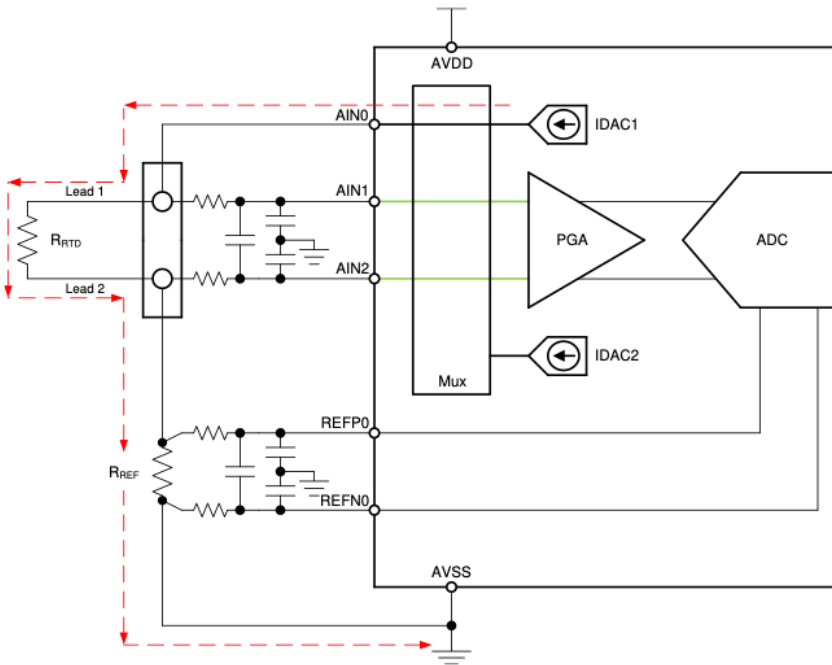 AVDD
AIN0
IDAC1
Lead 1
AIN1
RRTD
PGA
ADC
AIN2
Lead 2
IDAC2
Mux
REFP0
RREF
REFN0
AVSS